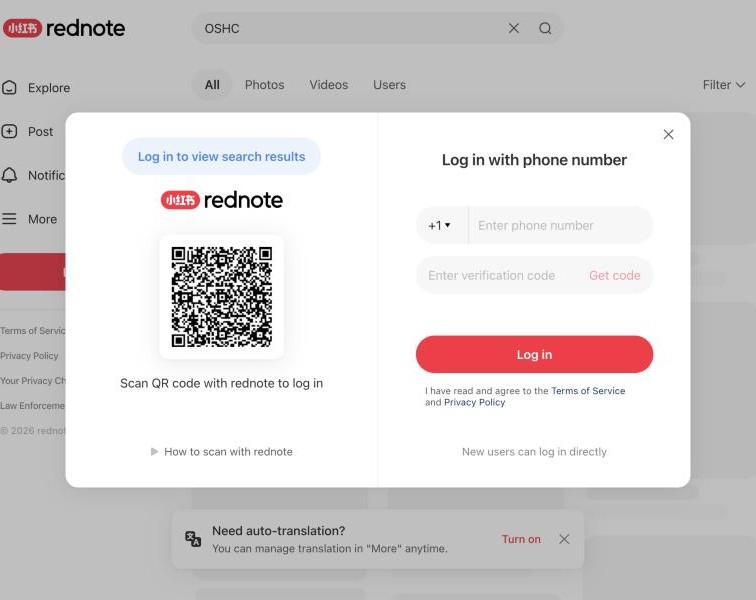 小红书 rednote
OSHC
All Photos Videos Users
Filter
Explore
Post
Notific
More
Terms of Servic
Privacy Policy
Your Privacy Ch
Law Enforceme
© 2026 rednot
Log in to view search results
小红书 rednote
Scan QR code with rednote to log in
How to scan with rednote
Log in with phone number
+1 Enter phone number
Enter verification code Get code
Log in
I have read and agree to the Terms of Service
and Privacy Policy
New users can log in directly
Need auto-translation?
You can manage translation in "More" anytime.
Turn on